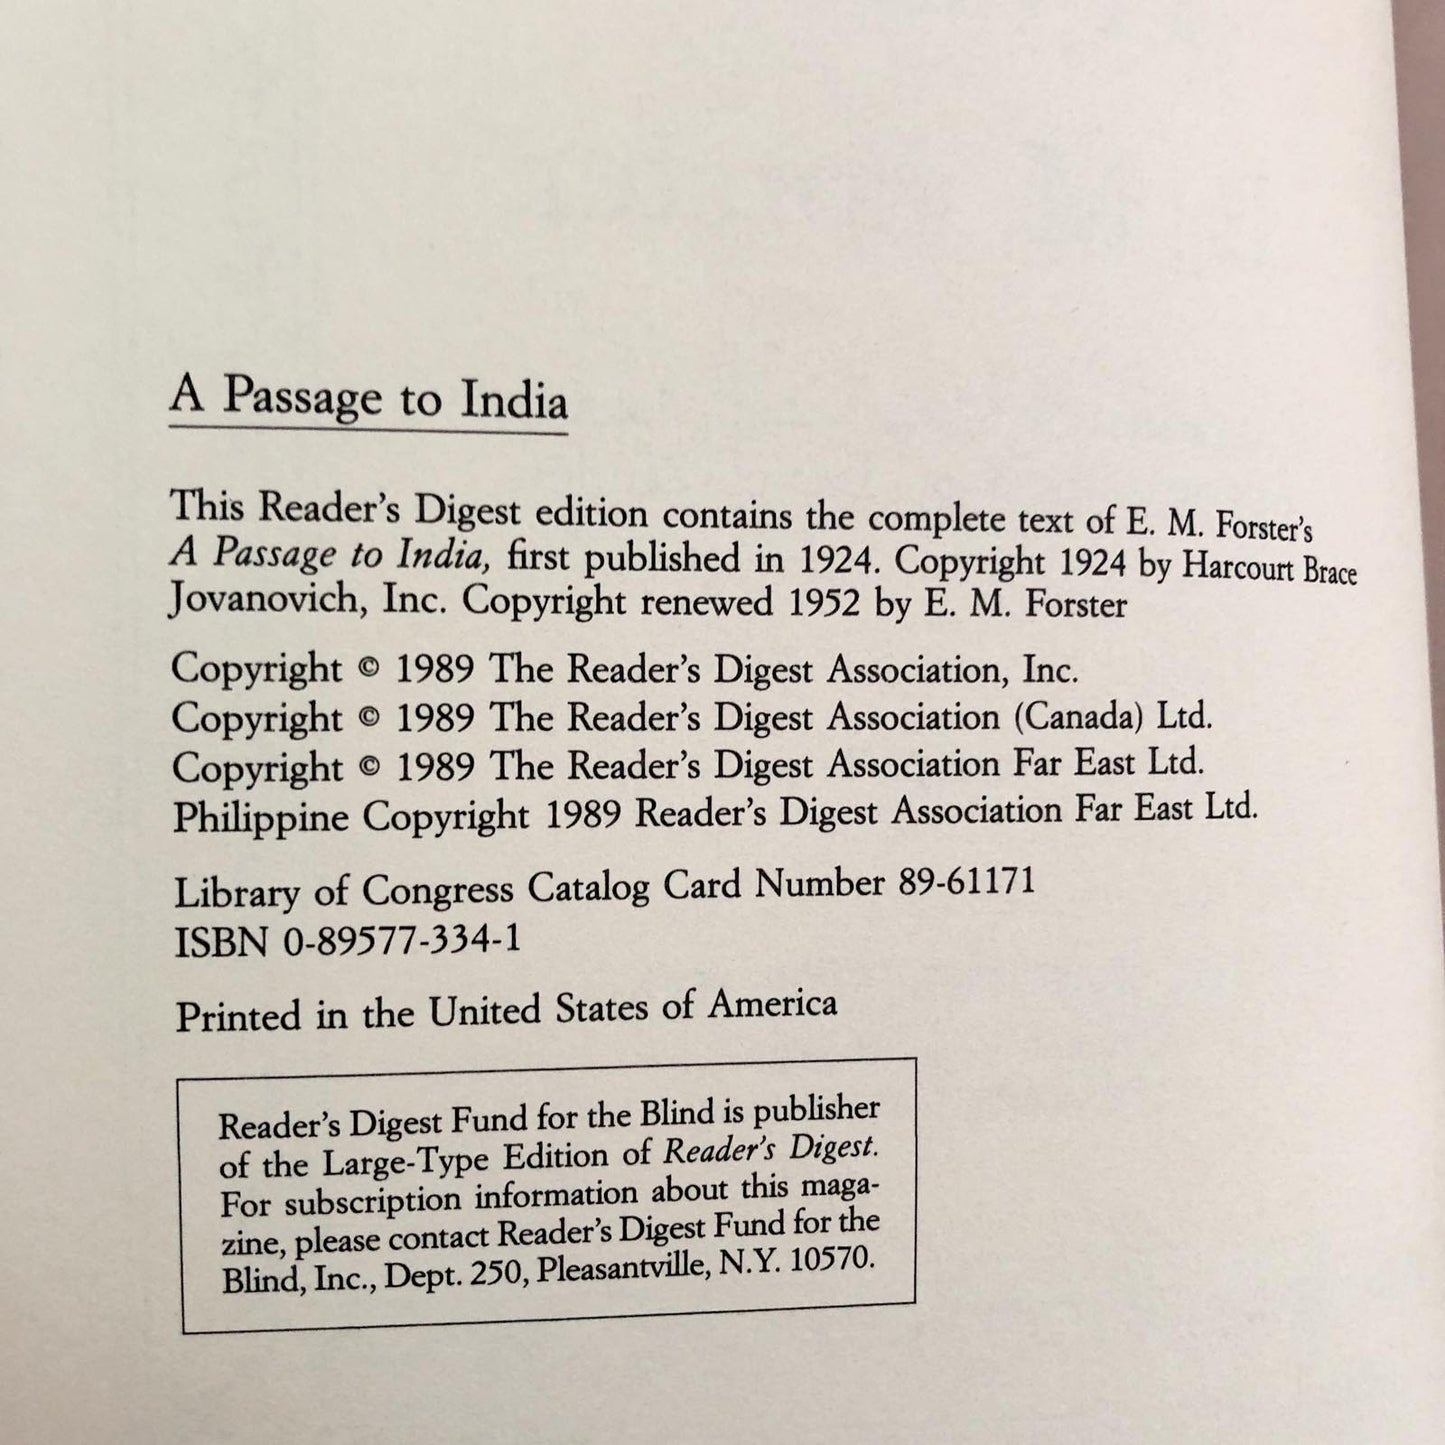 A Passage to India
This Reader's Digest edition contains the complete text of E. M. Forster's
A Passage to India, first published in 1924. Copyright 1924 by Harcourt Brace
Jovanovich, Inc. Copyright renewed 1952 by E. M. Forster
Copyright © 1989 The Reader's Digest Association, Inc.
Copyright © 1989 The Reader's Digest Association (Canada) Ltd.
Copyright © 1989 The Reader's Digest Association Far East Ltd.
Philippine Copyright 1989 Reader's Digest Association Far East Ltd.
Library of Congress Catalog Card Number 89-61171
ISBN 0-89577-334-1
Printed in the United States of America
Reader's Digest Fund for the Blind is publisher
of the Large-Type Edition of Reader's Digest.
For subscription information about this maga-
zine, please contact Reader's Digest Fund for the
Blind, Inc., Dept. 250, Pleasantville, N.Y. 10570.